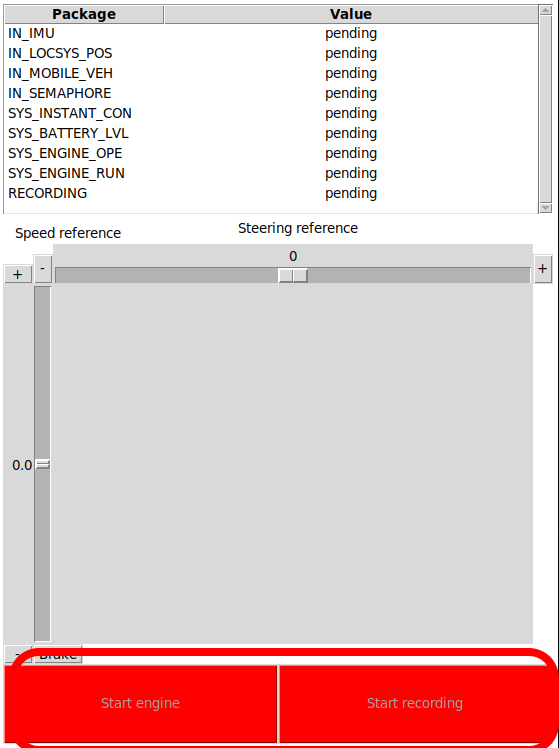 Package Value
IN_IMU pending
IN_LOCSYS_POS pending
IN_MOBILE_VEH pending
IN_SEMAPHORE pending
SYS_INSTANT_CON pending
SYS_BATTERY_LVL pending
SYS_ENGINE_OPE pending
SYS_ENGINE_RUN pending
RECORDING pending
Speed reference
Steering reference
0
- +
+
0.0
- Brake
Start engine Start recording